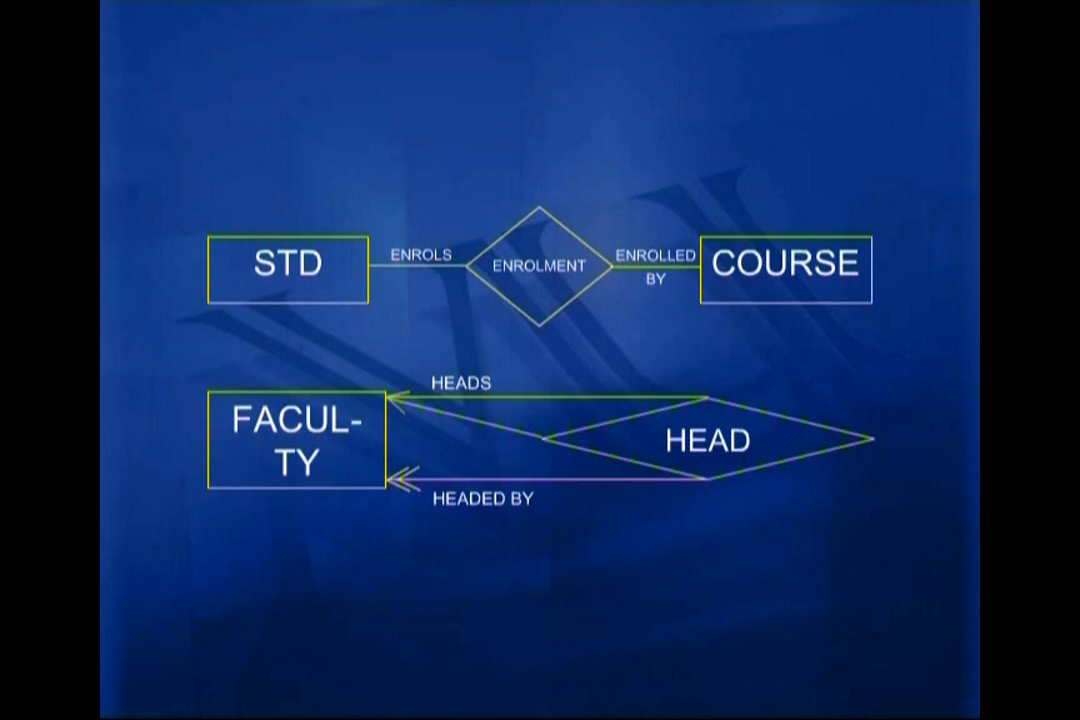 STD
ENROLS
ENROLMENT
ENROLLED
BY
COURSE
HEADS
FACUL-
TY
HEAD
HEADED BY